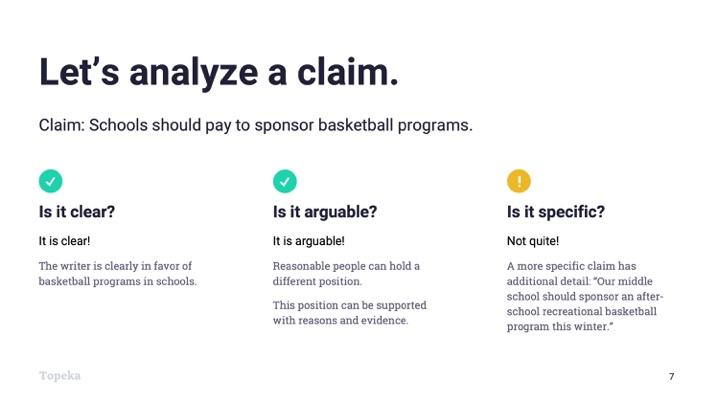 Let’s analyze a claim.
Claim: Schools should pay to sponsor basketball programs.
Is it clear?
It is clear!
The writer is clearly in favor of
basketball programs in schools.
Is it arguable?
It is arguable!
Reasonable people can hold a
different position.
This position can be supported
with reasons and evidence.
Is it specific?
Not quite!
A more specific claim has
additional detail: “Our middle
school should sponsor an after-
school recreational basketball
program this winter.”
Topeka
7